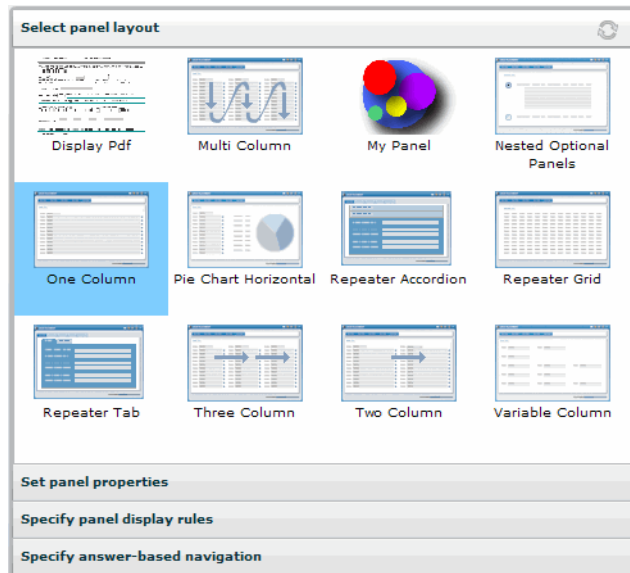 Select panel layout
Display Pdf
Multi Column
My Panel
Nested Optional
Panels
One Column
Pie Chart Horizontal
Repeater Accordion
Repeater Grid
Repeater Tab
Three Column
Two Column
Variable Column
Set panel properties
Specify panel display rules
Specify answer-based navigation